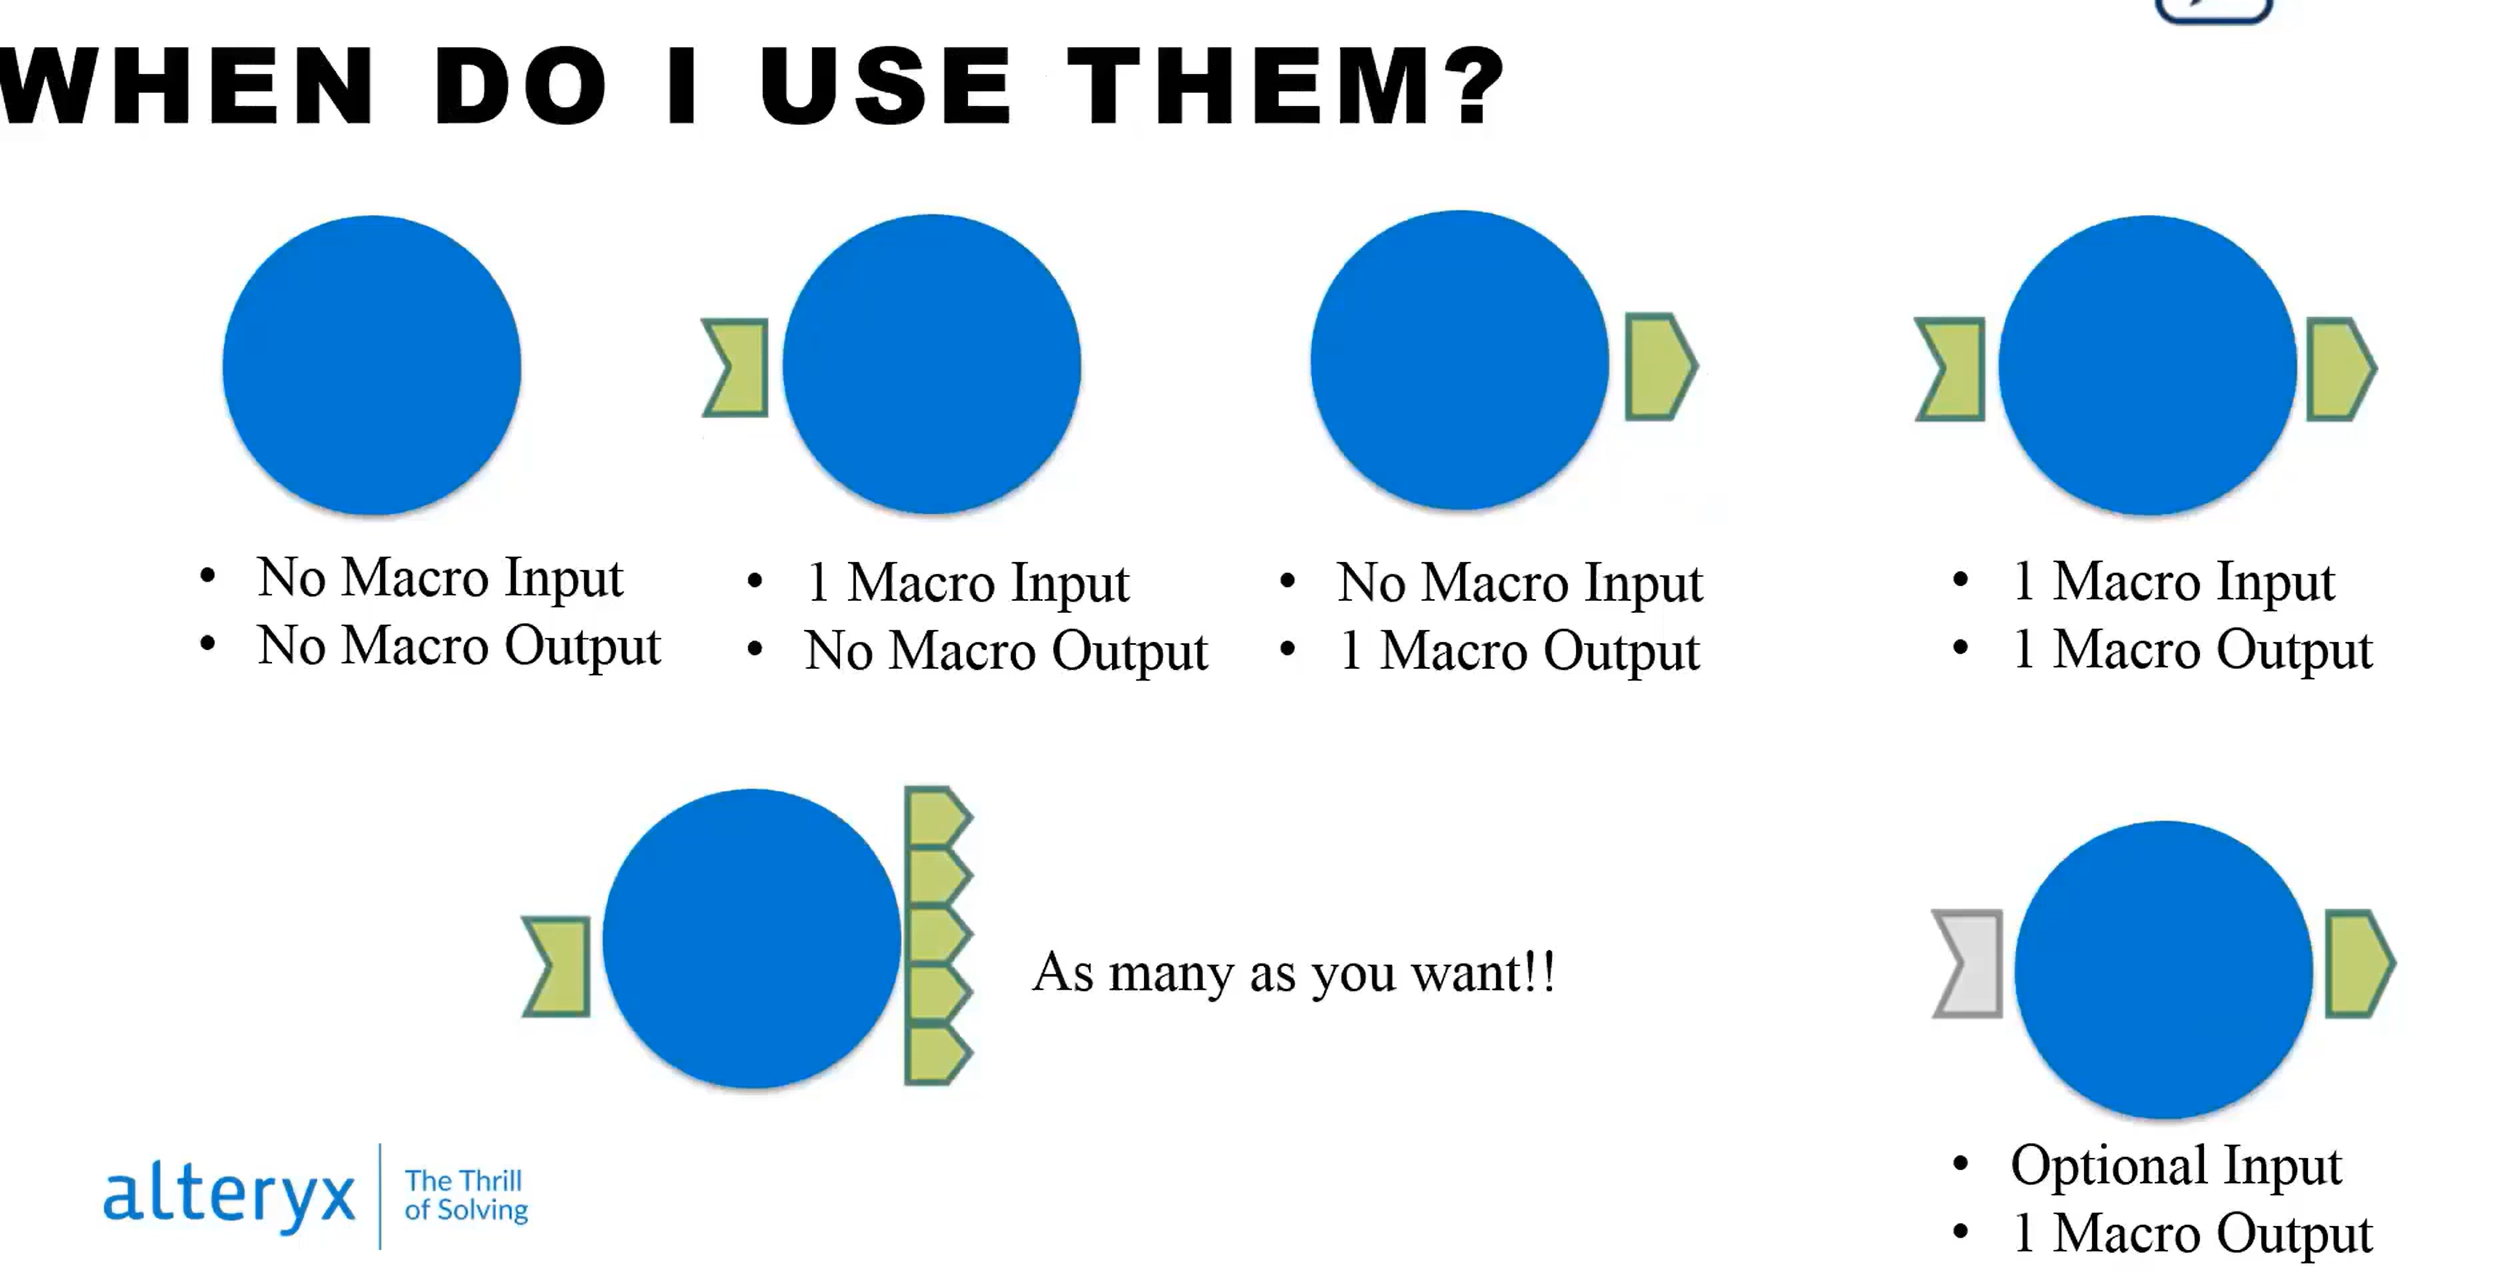 WHEN DO I USE THEM?
• No Macro Input
• No Macro Output
• 1 Macro Input
• No Macro Output
• No Macro Input
• 1 Macro Output
• 1 Macro Input
• 1 Macro Output
As many as you want!!
• Optional Input
• 1 Macro Output
alteryx
The Thrill
of Solving